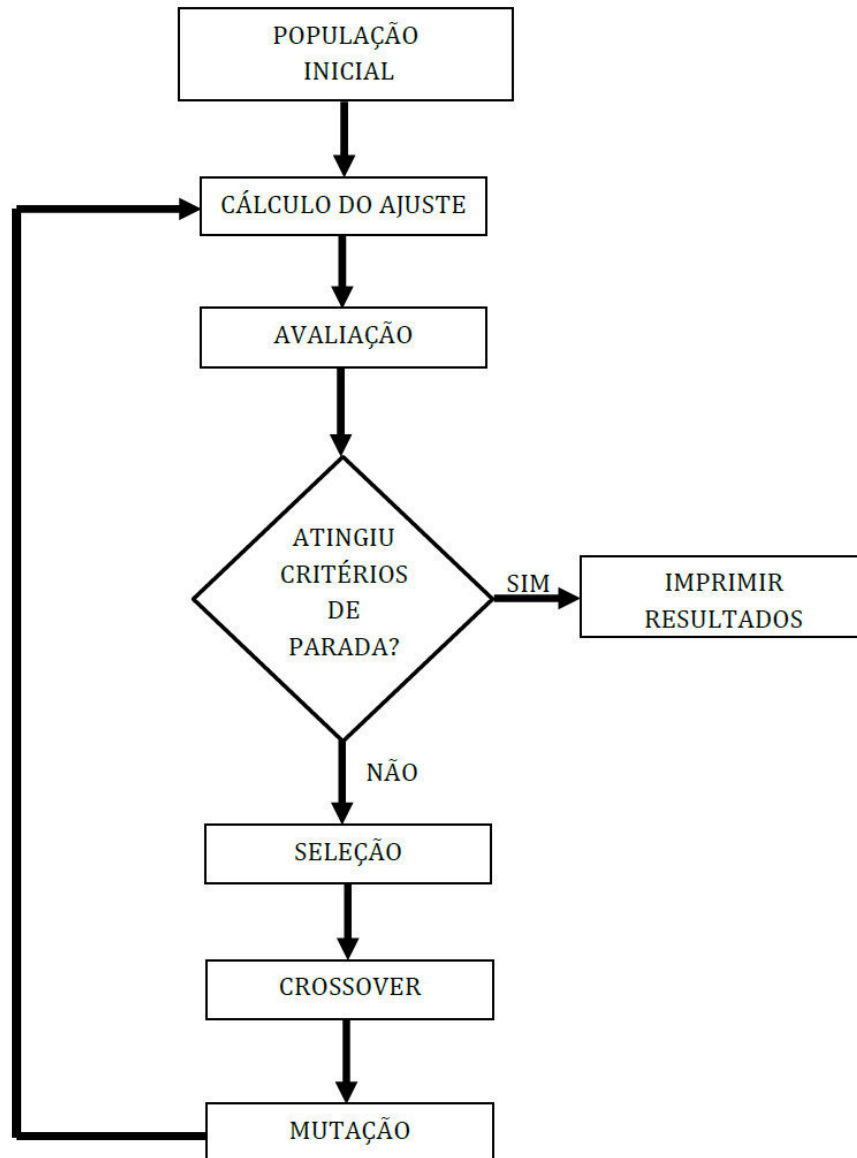 POPULAÇÃO
INICIAL
CÁLCULO DO AJUSTE
AVALIAÇÃO
ATINGIU
CRITÉRIOS
DE
PARADA?
SIM
IMPRIMIR
RESULTADOS
NÃO
SELEÇÃO
CROSSOVER
MUTAÇÃO